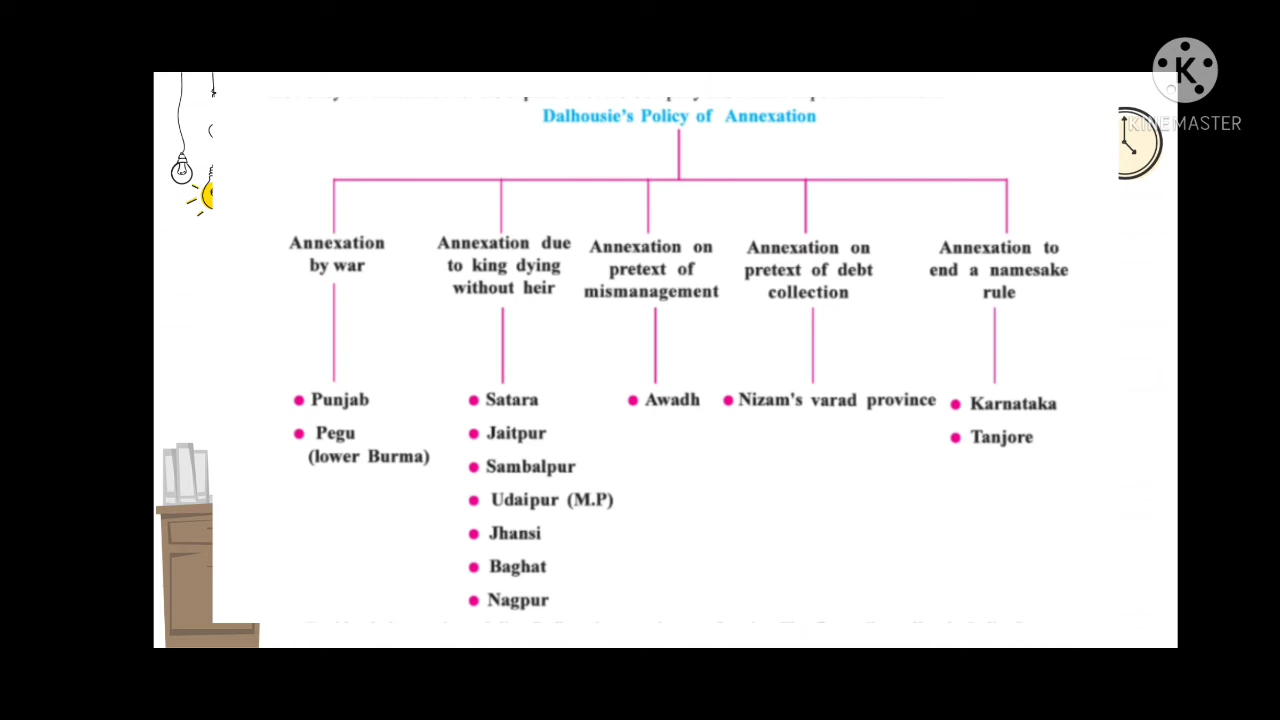 Dalhousie's Policy of Annexation
Annexation
by war
Annexation due
to king dying
without heir
Annexation on
pretext of
mismanagement
Annexation on
pretext of debt
collection
Annexation to
end a namesake
rule
Punjab
Pegu
(lower Burma)
Satara
Jaitpur
Sambalpur
Udaipur (M.P)
Jhansi
Baghat
Nagpur
Awadh
Nizam's varad province
Karnataka
Tanjore
K
KINEMASTER